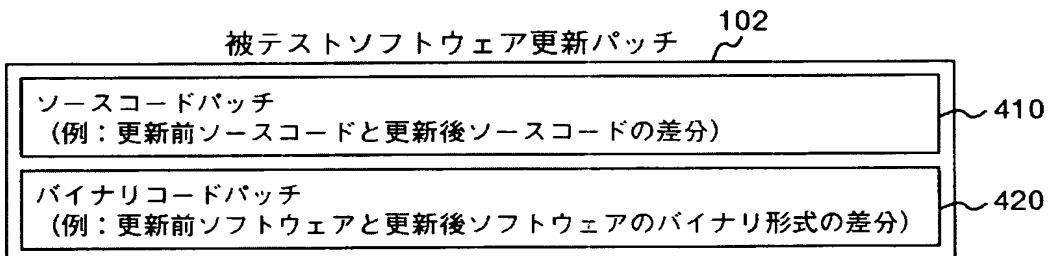 102
被テストソフトウェア更新パッチ
ソースコードパッチ
（例：更新前ソースコードと更新後ソースコードの差分）
410
バイナリコードパッチ
（例：更新前ソフトウェアと更新後ソフトウェアのバイナリ形式の差分）
420